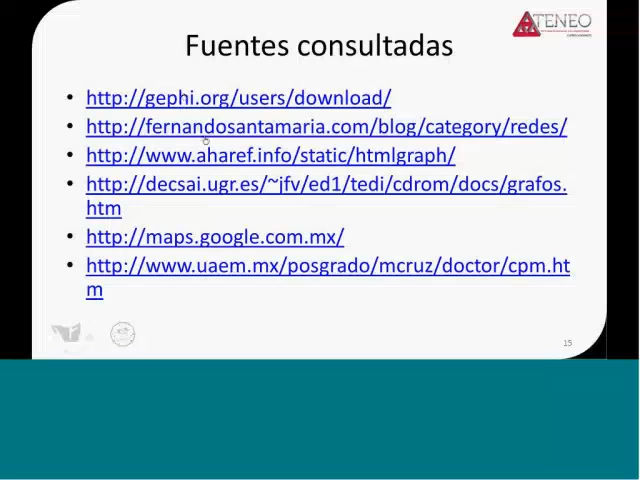 ATENEO
Fuentes consultadas
• http://gephi.org/users/download/
• http://fernandosantamaria.com/blog/category/redes/
• http://www.aharef.info/static/htmlgraph/
• http://decsai.ugr.es/~jfv/ed1/tedi/cdrom/docs/grafos.
htm
• http://maps.google.com.mx/
• http://www.uaem.mx/posgrado/mcruz/doctor/cpm.ht
m
15